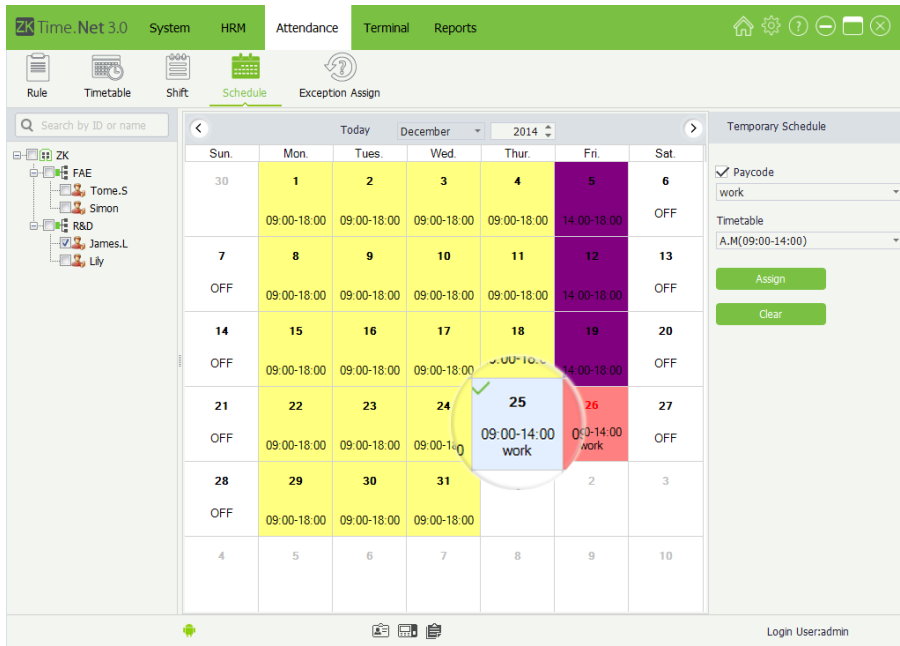 ZK Time.Net 3.0 System HRM Attendance Terminal Reports
Rule Timetable Shift Schedule Exception Assign
Search by ID or name
ZK
FAE
Tome.S
Simon
R&D
James.L
Lily
Today December 2014
Sun. Mon. Tues. Wed. Thur. Fri. Sat.
30 1 2 3 4 5 6
09:00-18:00 09:00-18:00 09:00-18:00 09:00-18:00 14:00-18:00 OFF
7 8 9 10 11 12 13
OFF 09:00-18:00 09:00-18:00 09:00-18:00 09:00-18:00 14:00-18:00 OFF
14 15 16 17 18 19 20
OFF 09:00-18:00 09:00-18:00 09:00-18:00 14:00-18:00 OFF
21 22 23 24 25 26 27
OFF 09:00-18:00 09:00-18:00 09:00-14:00 work work OFF
28 29 30 31 2 3
OFF 09:00-18:00 09:00-18:00 09:00-18:00
4 5 6 7 8 9 10
Temporary Schedule
Paycode
work
Timetable
A.M(09:00-14:00)
Assign
Clear
Login User:admin